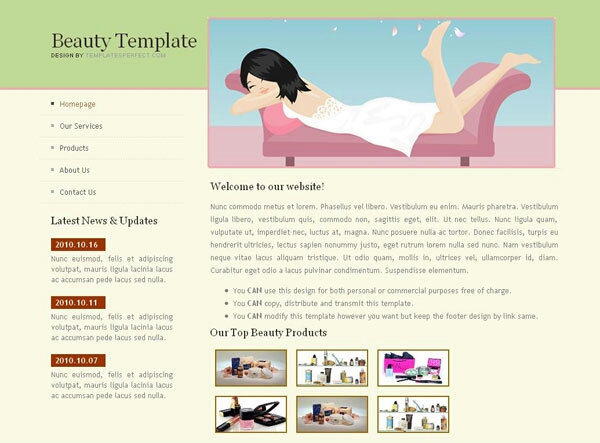 Beauty Template
DESIGN BY TEMPLATESPERFECT.COM
Homepage
Our Services
Products
About Us
Contact Us
Latest News & Updates
2010.10.16
Nunc euismod, felis et adipiscing
volutpat, mauris ligula lacinia lacus
ac accumsan pede lacus sed nulla.
2010.10.11
Nunc euismod, felis et adipiscing
volutpat, mauris ligula lacinia lacus
ac accumsan pede lacus sed nulla.
2010.10.07
Nunc euismod, felis et adipiscing
volutpat, mauris ligula lacinia lacus
ac accumsan pede lacus sed nulla.
Welcome to our website!
Nunc commodo metus et lorem. Phasellus vel libero. Vestibulum eu enim. Mauris pharetra. Vestibulum
ligula libero, vestibulum quis, commodo non, sagittis eget, elit. Ut nec tellus. Nunc ligula quam,
vulputate ut, imperdiet nec, luctus at, magna. Nunc posuere nulla ac tortor. Donec facilisis, turpis eu
hendrerit ultricies, lectus sapien nonummy justo, eget rutrum lorem nulla sed nunc. Nam vestibulum
neque vitae lacus aliquam tristique. Ut odio quam, mollis in, ultrices vel, ullamcorper id, diam.
Curabitur eget odio a lacus pulvinar condimentum. Suspendisse elementum.
You CAN use this design for both personal or commercial purposes free of charge.
You CAN copy, distribute and transmit this template.
You CAN modify this template however you want but keep the footer design by link same.
Our Top Beauty Products